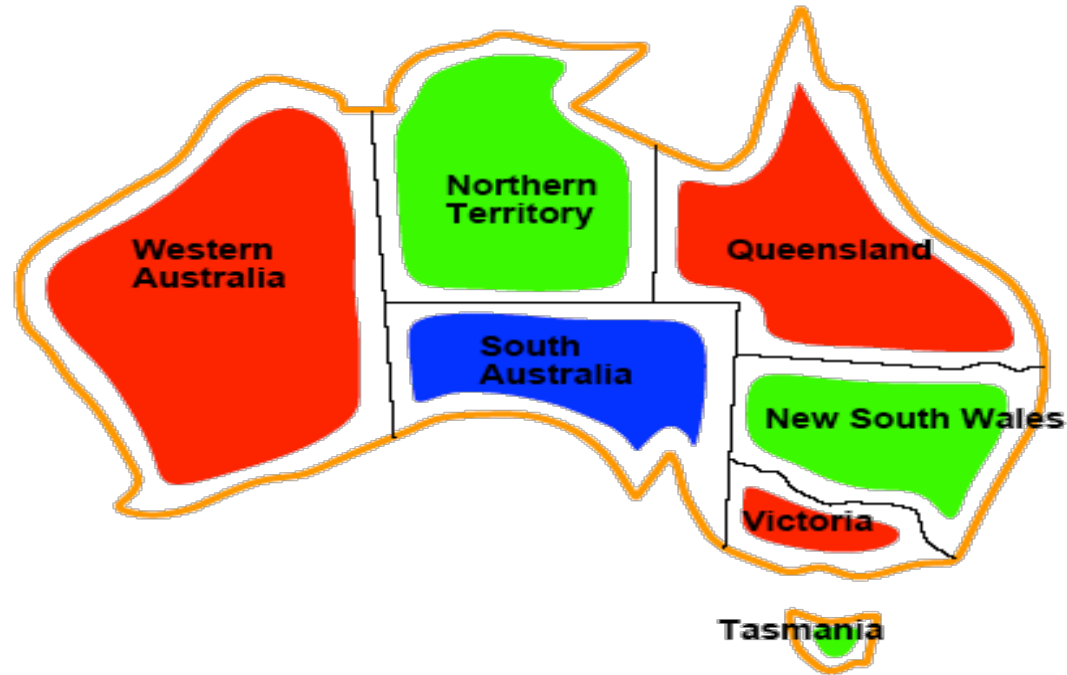 Northern
Territory
Western
Australia
Queensland
South
Australia
New South Wales
Victoria
Tasmania